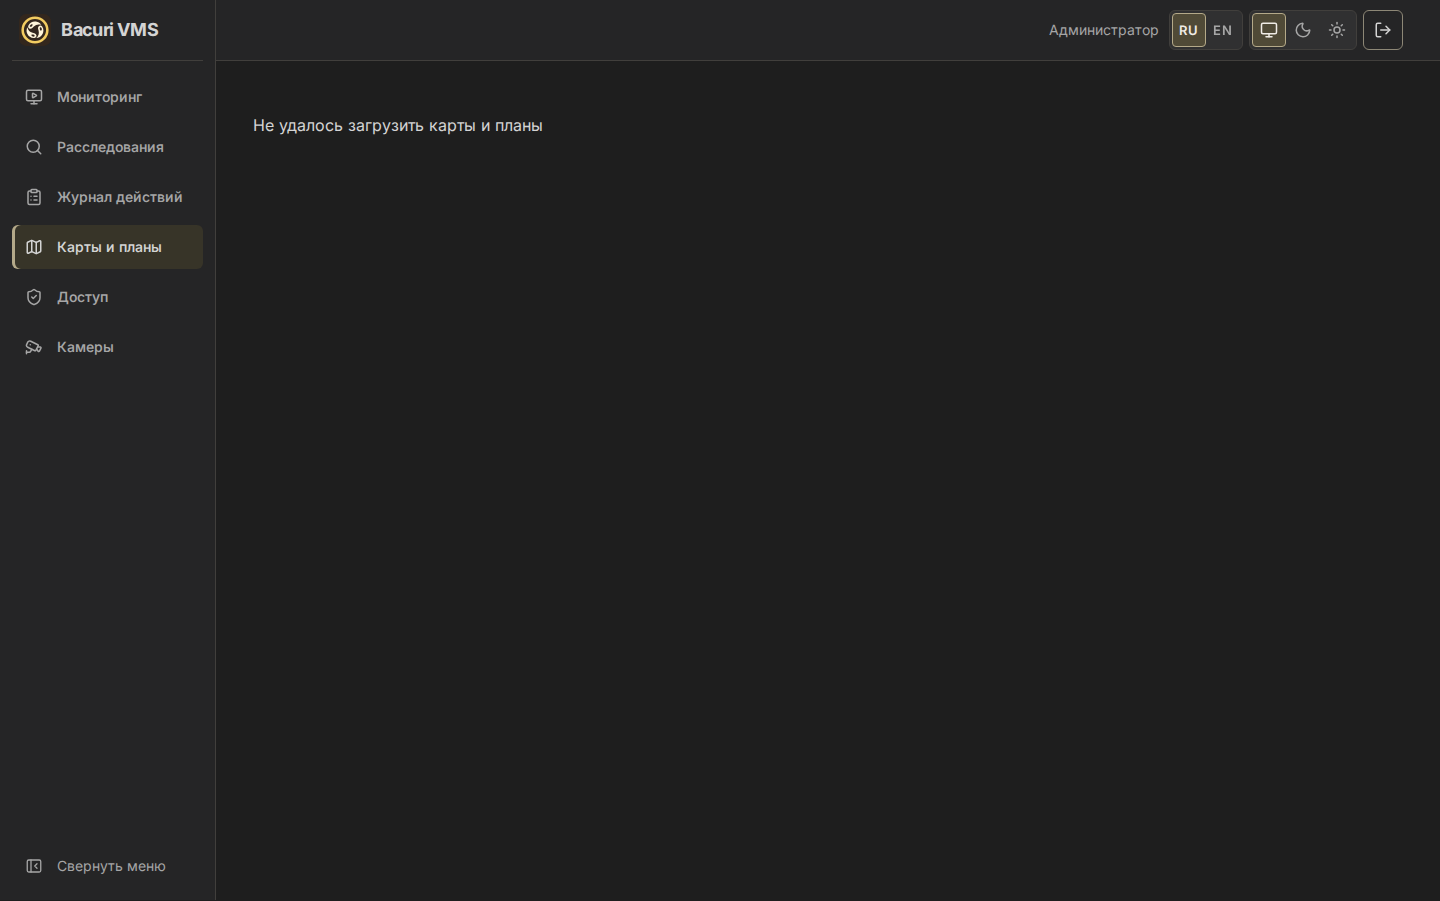 Bacuri VMS
Администратор
RU
EN
Мониторинг
Расследования
Журнал действий
Карты и планы
Доступ
Камеры
Не удалось загрузить карты и планы
Свернуть меню